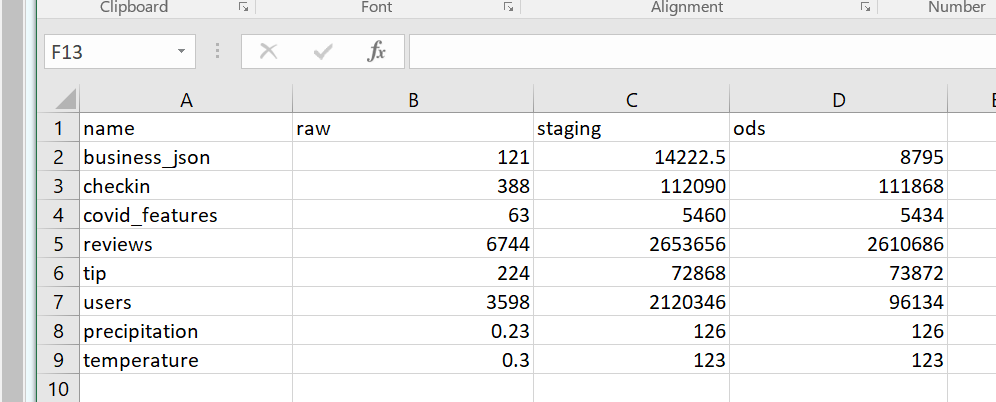 Clipboard Font Alignment Number
F13 fx
A B C D E
1 name raw staging ods
2 business_json 121 14222.5 8795
3 checkin 388 112090 111868
4 covid_features 63 5460 5434
5 reviews 6744 2653656 2610686
6 tip 224 72868 73872
7 users 3598 2120346 96134
8 precipitation 0.23 126 126
9 temperature 0.3 123 123
10